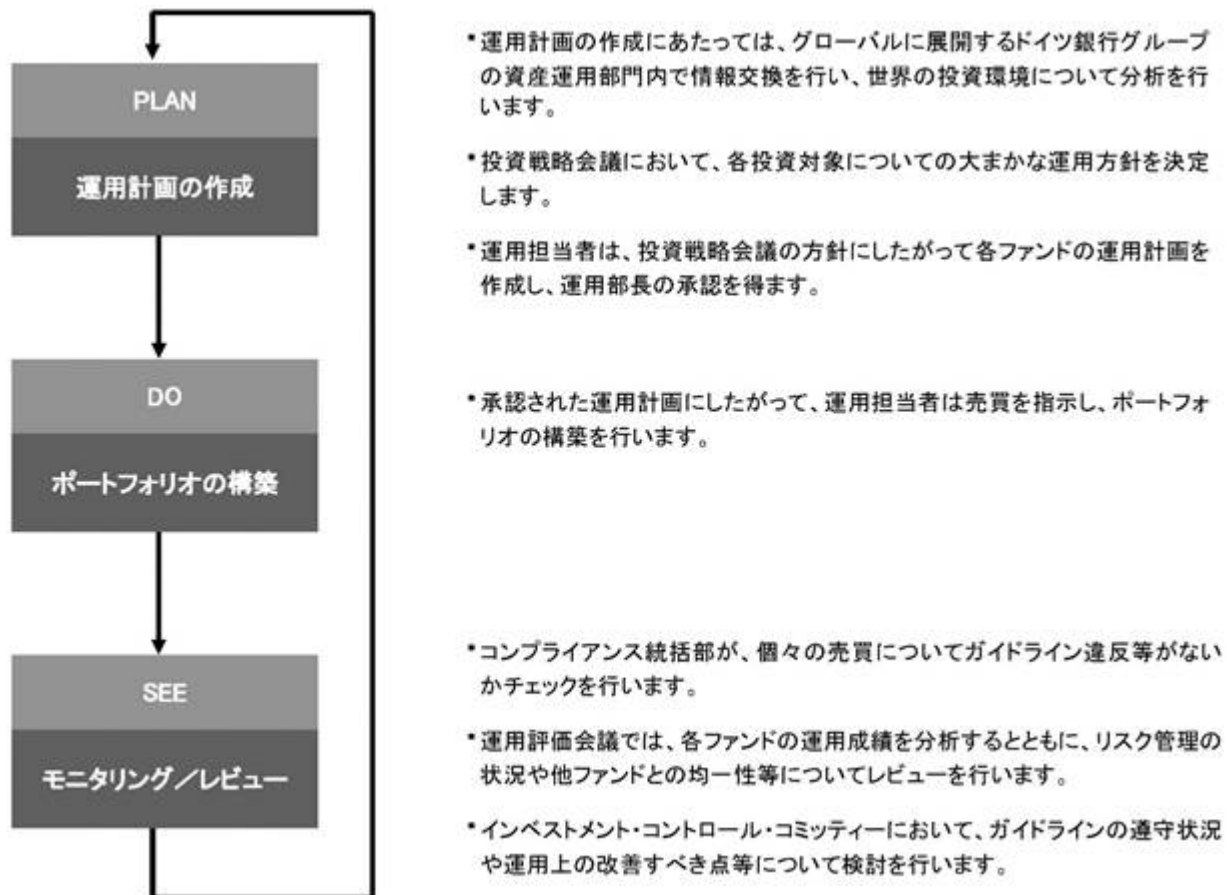 PLAN
運用計画の作成
・運用計画の作成にあたっては、グローバルに展開するドイツ銀行グループ
の資産運用部門内で情報交換を行い、世界の投資環境について分析を行
います。
・投資戦略会議において、各投資対象についての大まかな運用方針を決定
します。
・運用担当者は、投資戦略会議の方針にしたがって各ファンドの運用計画を
作成し、運用部長の承認を得ます。
DO
ポートフォリオの構築
・承認された運用計画にしたがって、運用担当者は売買を指示し、ポートフォ
リオの構築を行います。
SEE
モニタリング／レビュー
・コンプライアンス統括部が、個々の売買についてガイドライン違反等がない
かチェックを行います。
・運用評価会議では、各ファンドの運用成績を分析するとともに、リスク管理の
状況や他ファンドとの均一性等についてレビューを行います。
・インベストメント・コントロール・コミッティーにおいて、ガイドラインの遵守状況
や運用上の改善すべき点等について検討を行います。